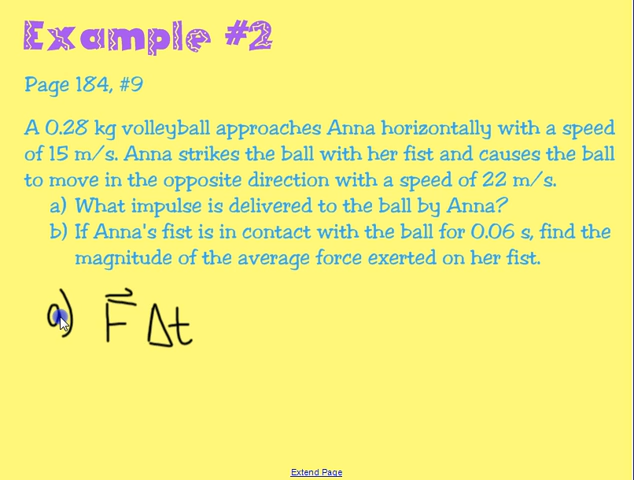 Example #2
Page 184, #9
A 0.28 kg volleyball approaches Anna horizontally with a speed
of 15 m/s. Anna strikes the ball with her fist and causes the ball
to move in the opposite direction with a speed of 22 m/s.
a) What impulse is delivered to the ball by Anna?
b) If Anna's fist is in contact with the ball for 0.06 s, find the
magnitude of the average force exerted on her fist.
a) F⃗ Δt
Extend Page